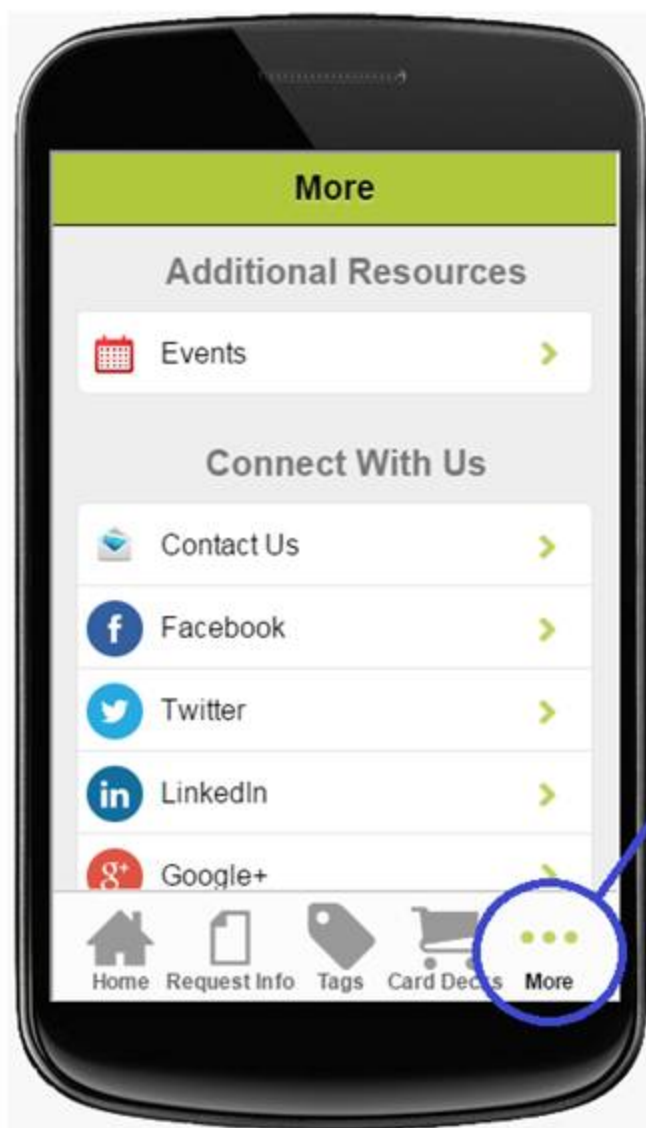 More
Additional Resources
Events
Connect With Us
Contact Us
f Facebook
Twitter
in LinkedIn
g+ Google+
Home Request Info Tags Card Decks More